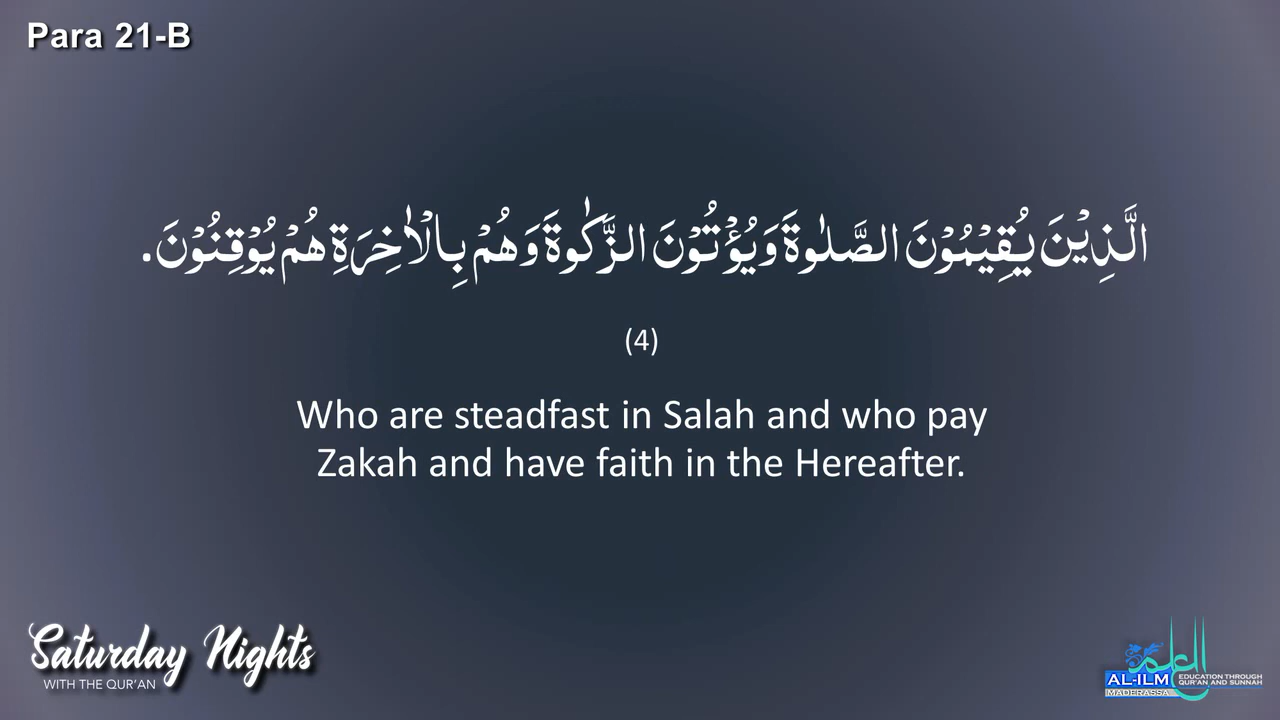 Para 21-B
الَّذِيْنَ يُقِيْمُوْنَ الصَّلٰوةَ وَيُؤْتُوْنَ الزَّكٰوةَ وَهُمْ بِالْاٰخِرَةِ هُمْ يُوْقِنُوْنَ.
(4)
Who are steadfast in Salah and who pay
Zakah and have faith in the Hereafter.
Saturday Nights
WITH THE QUR'AN
العلم
AL-ILM
MADERASSA
EDUCATION THROUGH
QUR'AN AND SUNNAH